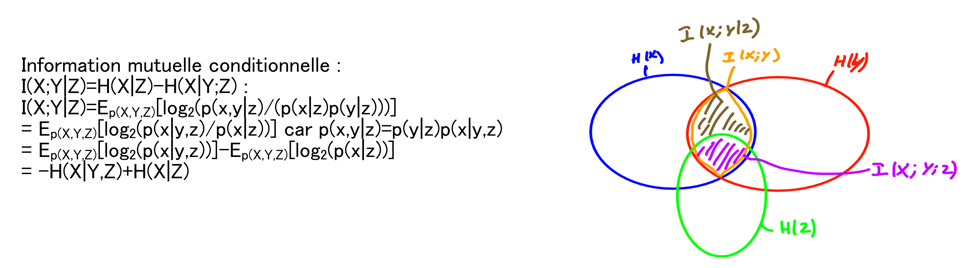 Information mutuelle conditionnelle :
I(X;Y|Z)=H(X|Z)-H(X|Y;Z) :
I(X;Y|Z)=Ep(X,Y,Z)[log2(p(x,y|z)/(p(x|z)p(y|z)))]
= Ep(X,Y,Z)[log2(p(x|y,z)/p(x|z))] car p(x,y|z)=p(y|z)p(x|y,z)
= Ep(X,Y,Z)[log2(p(x|y,z))]-Ep(X,Y,Z)[log2(p(x|z))]
= -H(X|Y,Z)+H(X|Z)
I(X;Y|Z)
H(X)
I(X;Y)
H(Y)
I(X;Y;Z)
H(Z)